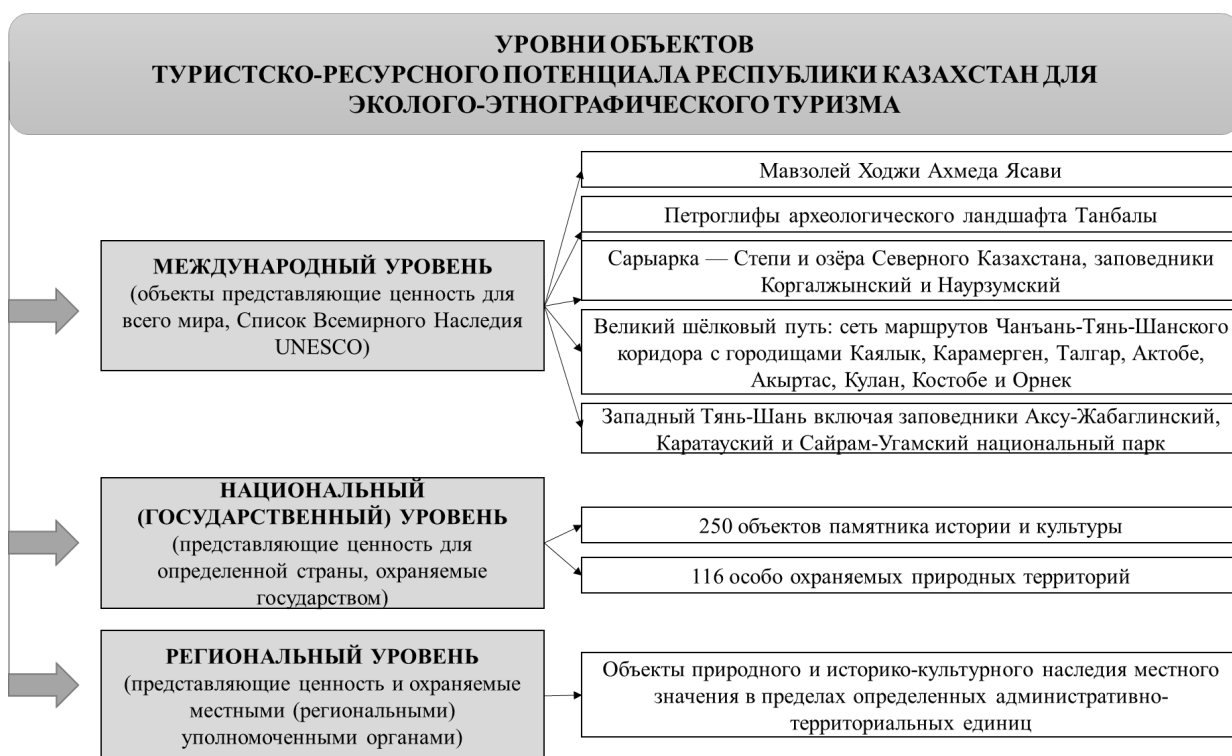 УРОВНИ ОБЪЕКТОВ
ТУРИСТСКО-РЕСУРСНОГО ПОТЕНЦИАЛА РЕСПУБЛИКИ КАЗАХСТАН ДЛЯ
ЭКОЛОГО-ЭТНОГРАФИЧЕСКОГО ТУРИЗМА
МЕЖДУНАРОДНЫЙ УРОВЕНЬ
(объекты представляющие ценность для
всего мира, Список Всемирного Наследия
UNESCO)
Мавзолей Ходжи Ахмеда Ясави
Петроглифы археологического ландшафта Танбалы
Сарыарка — Степи и озёра Северного Казахстана, заповедники
Коргалжынский и Наурзумский
Великий шёлковый путь: сеть маршрутов Чанъань-Тянь-Шанского
коридора с городищами Каялык, Карамерген, Талгар, Актобе,
Акыртас, Кулан, Костобе и Орнек
Западный Тянь-Шань включая заповедники Аксу-Жабаглинский,
Каратауский и Сайрам-Угамский национальный парк
НАЦИОНАЛЬНЫЙ
(ГОСУДАРСТВЕННЫЙ) УРОВЕНЬ
(представляющие ценность для
определенной страны, охраняемые
государством)
250 объектов памятника истории и культуры
116 особо охраняемых природных территорий
РЕГИОНАЛЬНЫЙ УРОВЕНЬ
(представляющие ценность и охраняемые
местными (региональными)
уполномоченными органами)
Объекты природного и историко-культурного наследия местного
значения в пределах определенных административно-
территориальных единиц